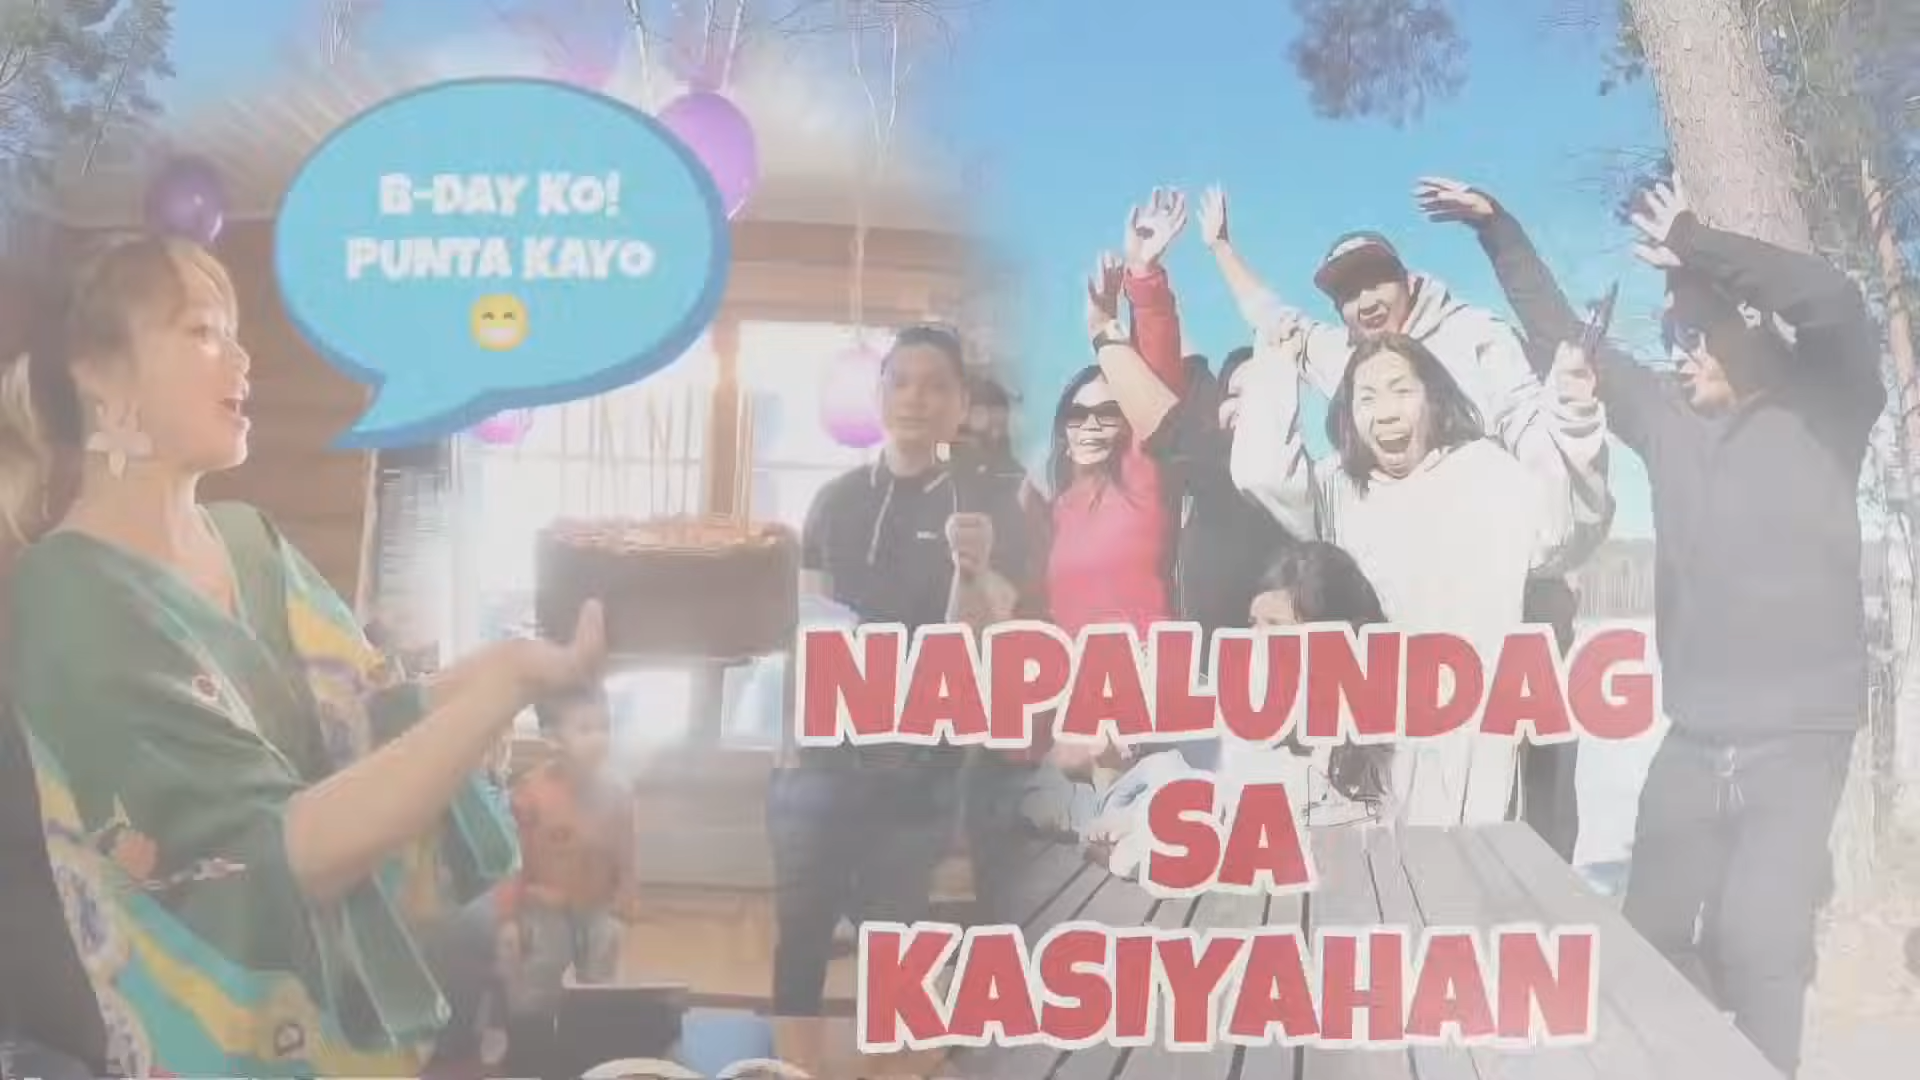 B-DAY KO!
PUNTA KAYO
NAPALUNDAG
SA
KASIYAHAN